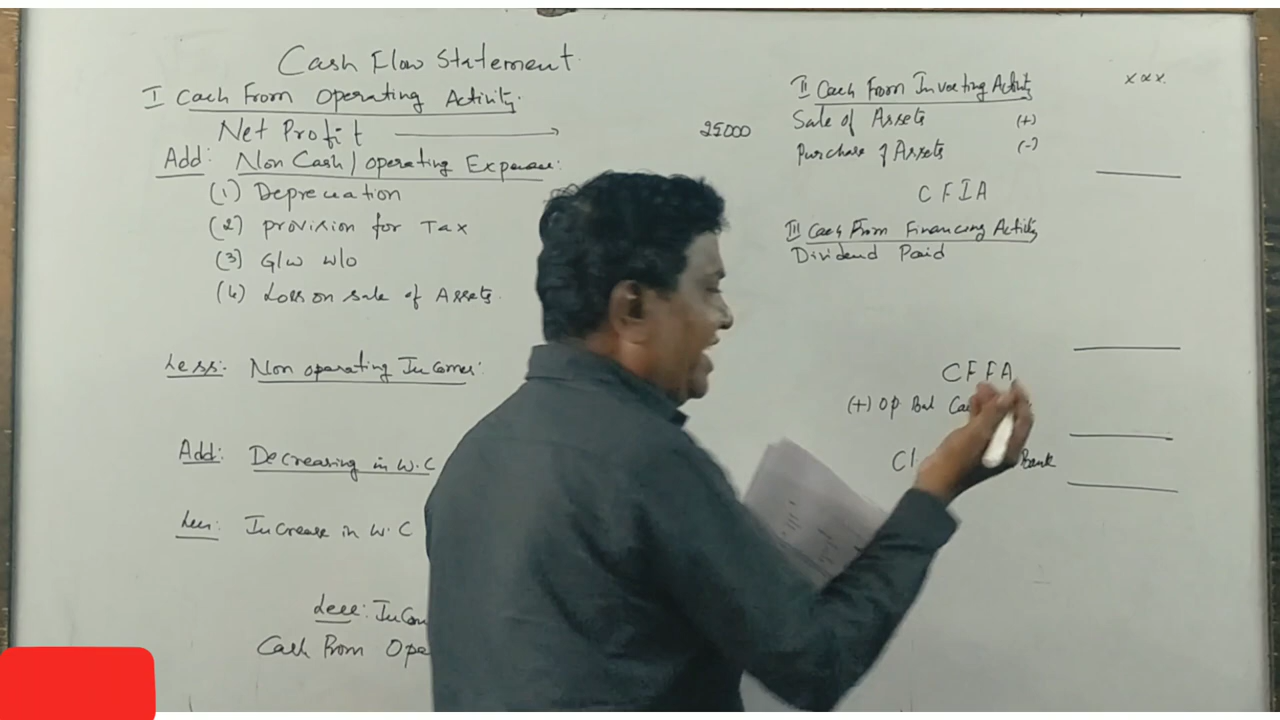 Cash Flow Statement
I Cash From Operating Activity.
Net Profit 25000
Add: Non Cash / operating Expenses:
(1) Depreciation
(2) provision for Tax
(3) G/w w/o
(4) Loss on sale of Assets.
Less: Non operating Incomes:
Add: Decreasing in W.C
Less: Increase in W.C
Less: Incom
Cash From Ope
II Cash From Investing Activity xxx.
Sale of Assets (+)
Purchase of Assets (-)
CFIA
III Cash From Financing Activity
Dividend Paid
CFFA
(+) Op Bal Ca
Cl Bank